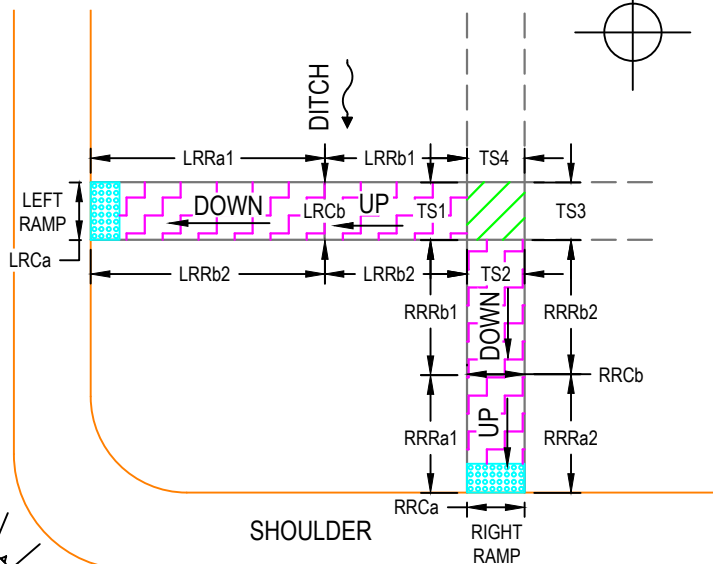 DITCH
LRRa1
LRRb1
TS4
LEFT
RAMP
DOWN
LRCb
UP
TS1
TS3
LRCa
LRRb2
LRRb2
TS2
RRRb1
DOWN
RRRb2
RRCb
RRRa1
UP
RRRa2
RRCa
SHOULDER
RIGHT
RAMP